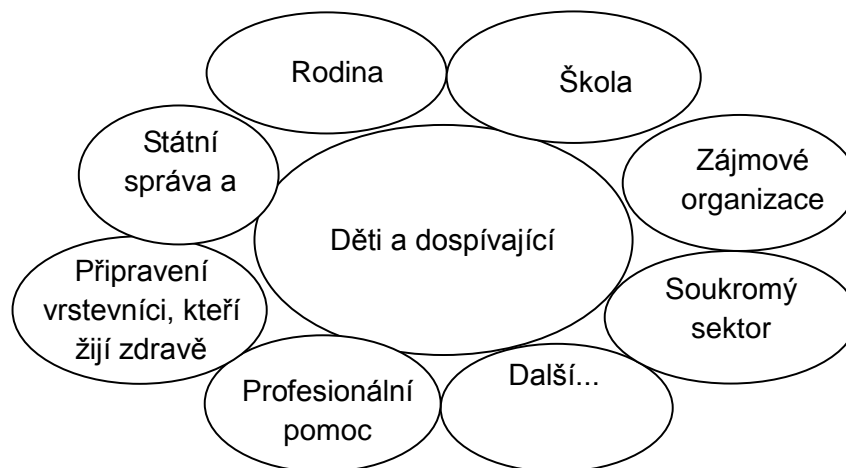 Rodina
Škola
Státní
správa a
Zájmové
organizace
Děti a dospívající
Připravení
vrstevníci, kteří
žijí zdravě
Soukromý
sektor
Profesionální
pomoc
Další...